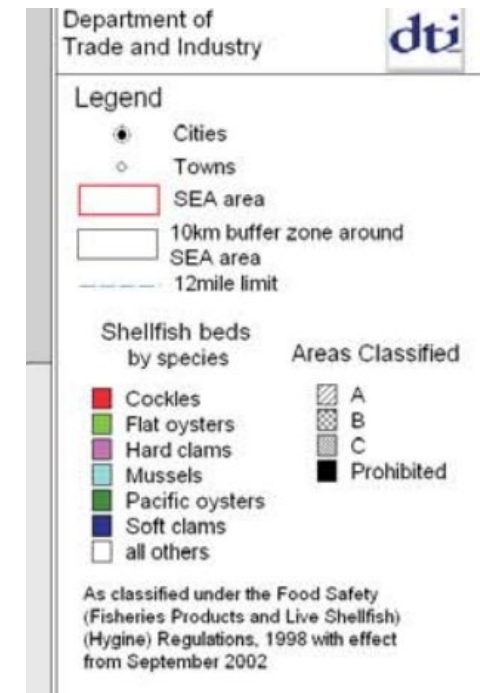 Department of
Trade and Industry
dti
Legend
Cities
Towns
SEA area
10km buffer zone around
SEA area
12mile limit
Shellfish beds
by species
Cockles
Flat oysters
Hard clams
Mussels
Pacific oysters
Soft clams
all others
Areas Classified
A
B
C
Prohibited
As classified under the Food Safety
(Fisheries Products and Live Shellfish)
(Hygine) Regulations, 1998 with effect
from September 2002